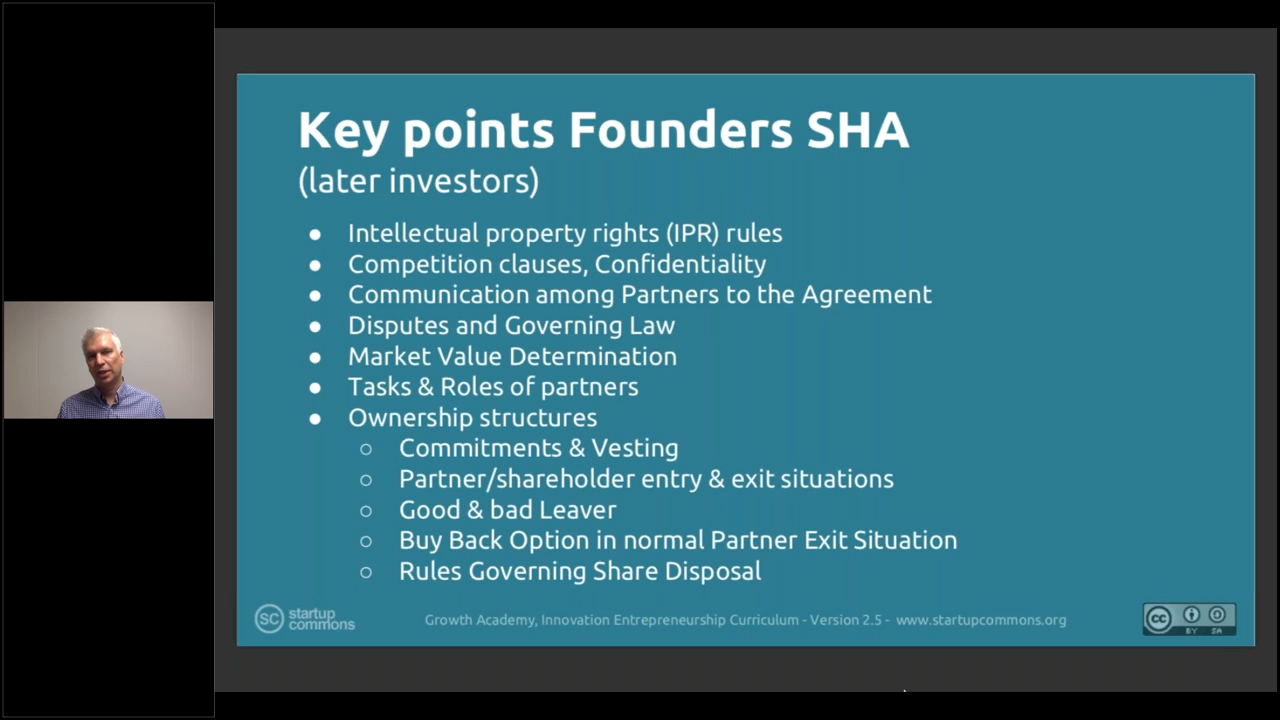 Key points Founders SHA
(later investors)
● Intellectual property rights (IPR) rules
● Competition clauses, Confidentiality
● Communication among Partners to the Agreement
● Disputes and Governing Law
● Market Value Determination
● Tasks & Roles of partners
● Ownership structures
○ Commitments & Vesting
○ Partner/shareholder entry & exit situations
○ Good & bad Leaver
○ Buy Back Option in normal Partner Exit Situation
○ Rules Governing Share Disposal
SC startup
commons
Growth Academy, Innovation Entrepreneurship Curriculum - Version 2.5 - www.startupcommons.org
cc
BY SA